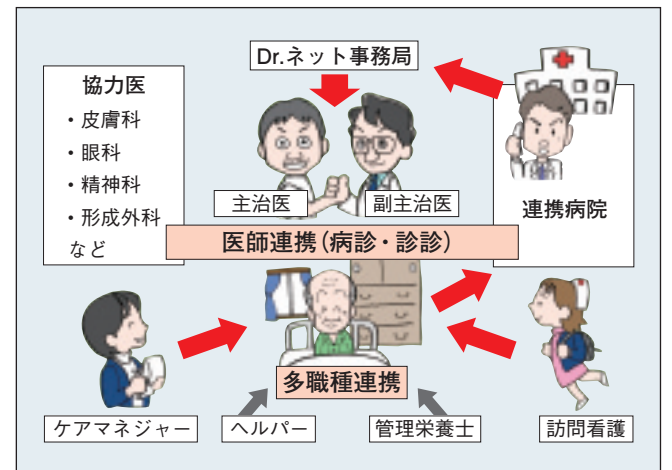 Dr.ネット事務局
協力医
・皮膚科
・眼科
・精神科
・形成外科
など
主治医
副主治医
連携病院
医師連携(病診・診診)
多職種連携
ケアマネジャー
ヘルパー
管理栄養士
訪問看護